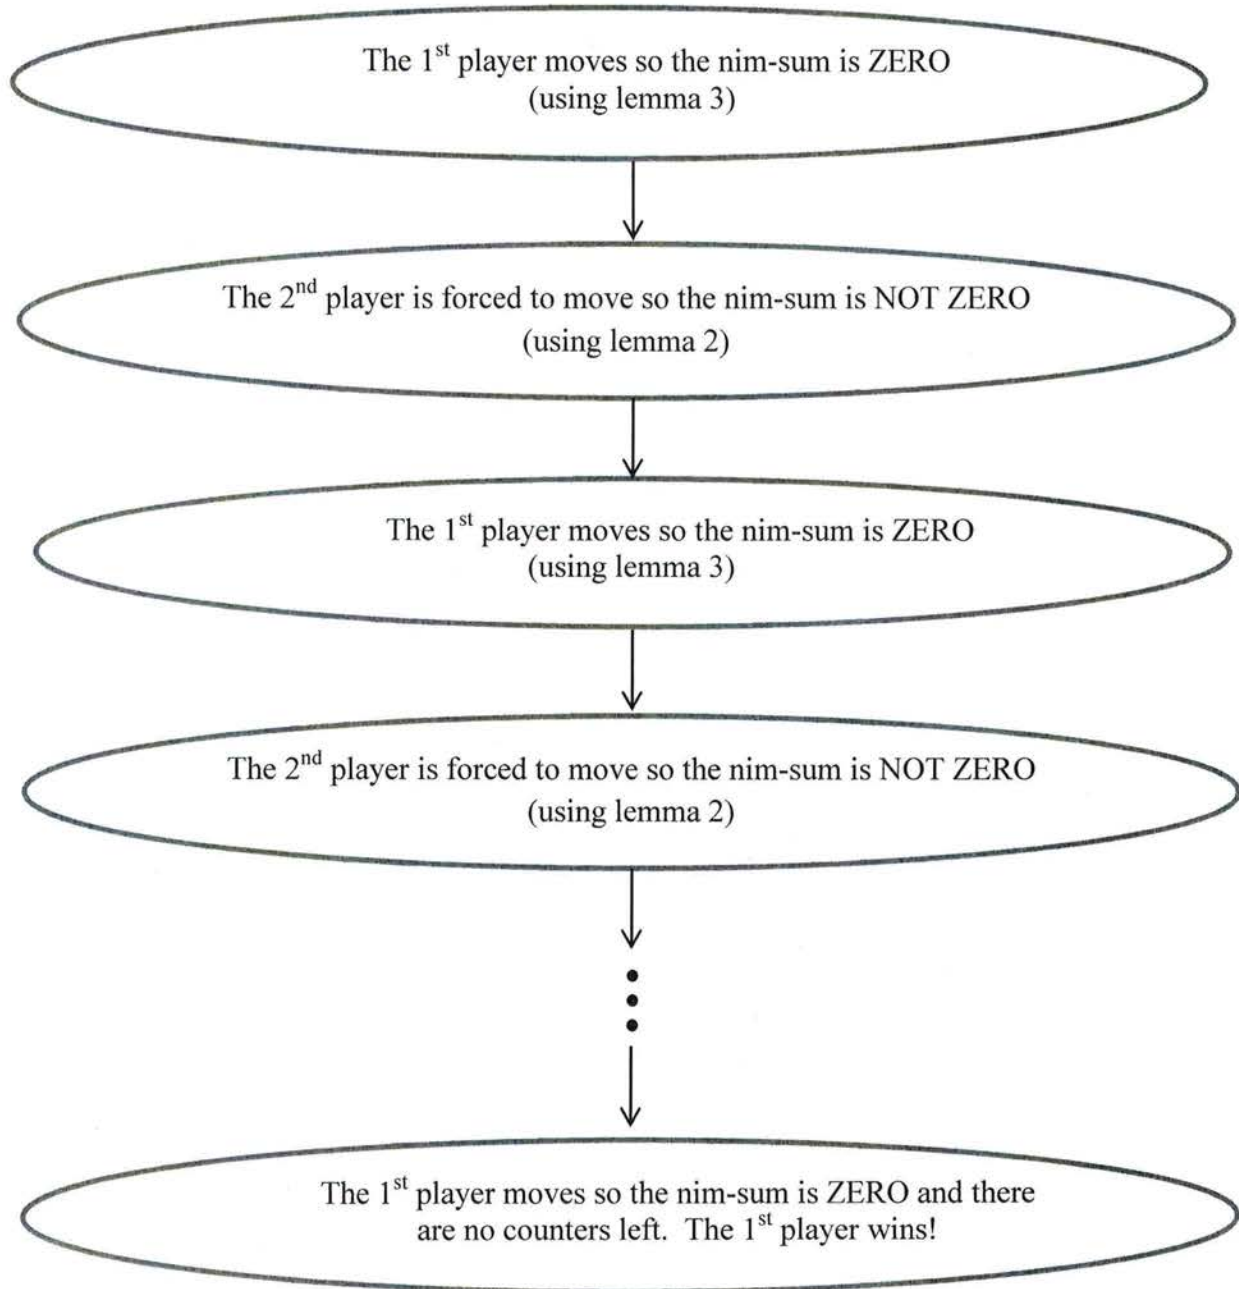 The 1st player moves so the nim-sum is ZERO
(using lemma 3)
The 2nd player is forced to move so the nim-sum is NOT ZERO
(using lemma 2)
The 1st player moves so the nim-sum is ZERO
(using lemma 3)
The 2nd player is forced to move so the nim-sum is NOT ZERO
(using lemma 2)
The 1st player moves so the nim-sum is ZERO and there
are no counters left. The 1st player wins!